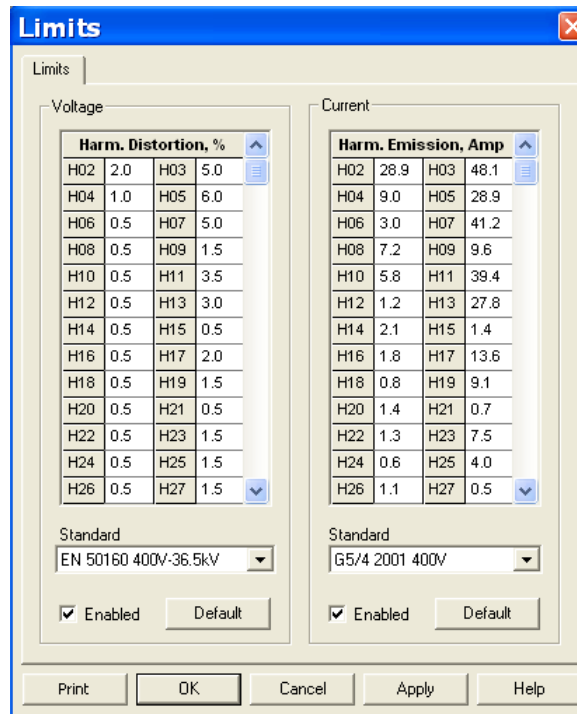 Limits
Limits
Voltage
Harm. Distortion, %
H02 2.0 H03 5.0
H04 1.0 H05 6.0
H06 0.5 H07 5.0
H08 0.5 H09 1.5
H10 0.5 H11 3.5
H12 0.5 H13 3.0
H14 0.5 H15 0.5
H16 0.5 H17 2.0
H18 0.5 H19 1.5
H20 0.5 H21 0.5
H22 0.5 H23 1.5
H24 0.5 H25 1.5
H26 0.5 H27 1.5
Standard
EN 50160 400V-36.5kV
Enabled
Default
Current
Harm. Emission, Amp
H02 28.9 H03 48.1
H04 9.0 H05 28.9
H06 3.0 H07 41.2
H08 7.2 H09 9.6
H10 5.8 H11 39.4
H12 1.2 H13 27.8
H14 2.1 H15 1.4
H16 1.8 H17 13.6
H18 0.8 H19 9.1
H20 1.4 H21 0.7
H22 1.3 H23 7.5
H24 0.6 H25 4.0
H26 1.1 H27 0.5
Standard
G5/4 2001 400V
Enabled
Default
Print
OK
Cancel
Apply
Help